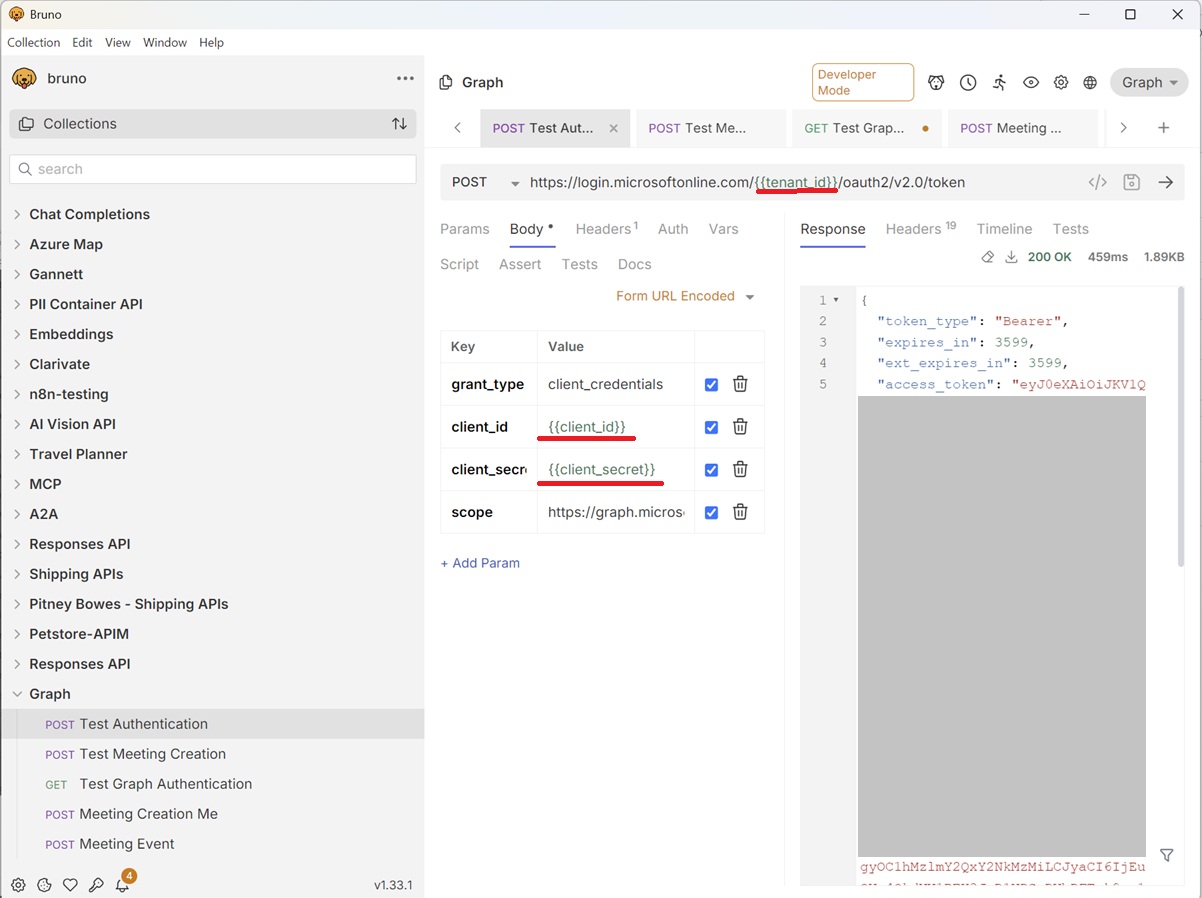 Bruno
Collection Edit View Window Help
bruno
Collections
search
Chat Completions
Azure Map
Gannett
PII Container API
Embeddings
Clarivate
n8n-testing
AI Vision API
Travel Planner
MCP
A2A
Responses API
Shipping APIs
Pitney Bowes - Shipping APIs
Petstore-APIM
Responses API
Graph
POST Test Authentication
POST Test Meeting Creation
GET Test Graph Authentication
POST Meeting Creation Me
POST Meeting Event
4
v1.33.1
Graph
Developer Mode
Graph
POST Test Aut...
POST Test Me...
GET Test Grap...
POST Meeting ...
POST https://login.microsoftonline.com/{{tenant_id}}/oauth2/v2.0/token
Params Body Headers 1 Auth Vars
Script Assert Tests Docs
Form URL Encoded
Key Value
grant_type client_credentials
client_id {{client_id}}
client_secr {{client_secret}}
scope https://graph.micros
+ Add Param
Response Headers 19 Timeline Tests
200 OK 459ms 1.89KB
1 {
2 "token_type": "Bearer",
3 "expires_in": 3599,
4 "ext_expires_in": 3599,
5 "access_token": "eyJ0eXAiOiJKV1Q
gyOC1hMzlmY2QxY2NkMzMiLCJyaCI6IjEu